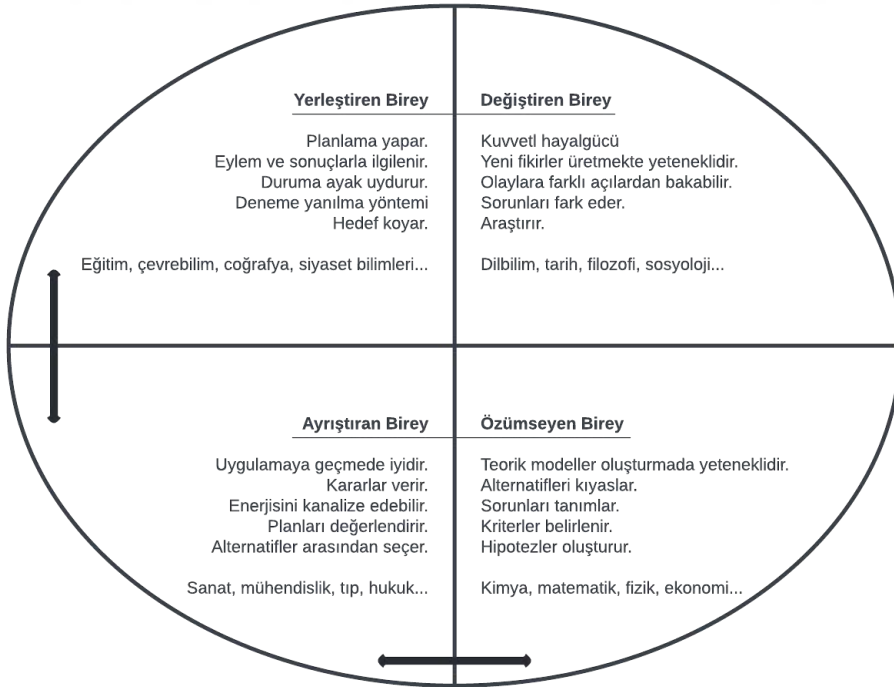 Yerleştiren Birey
Planlama yapar.
Eylem ve sonuçlarla ilgilenir.
Duruma ayak uydurur.
Deneme yanılma yöntemi
Hedef koyar.
Eğitim, çevrebilim, coğrafya, siyaset bilimleri...
Değiştiren Birey
Kuvvetl hayalgücü
Yeni fikirler üretmekte yeteneklidir.
Olaylara farklı açılardan bakabilir.
Sorunları fark eder.
Araştırır.
Dilbilim, tarih, filozofi, sosyoloji...
Ayrıştıran Birey
Uygulamaya geçmede iyidir.
Kararlar verir.
Enerjisini kanalize edebilir.
Planları değerlendirir.
Alternatifler arasından seçer.
Sanat, mühendislik, tıp, hukuk...
Özümseyen Birey
Teorik modeller oluşturmada yeteneklidir.
Alternatifleri kıyaslar.
Sorunları tanımlar.
Kriterler belirlenir.
Hipotezler oluşturur.
Kimya, matematik, fizik, ekonomi...